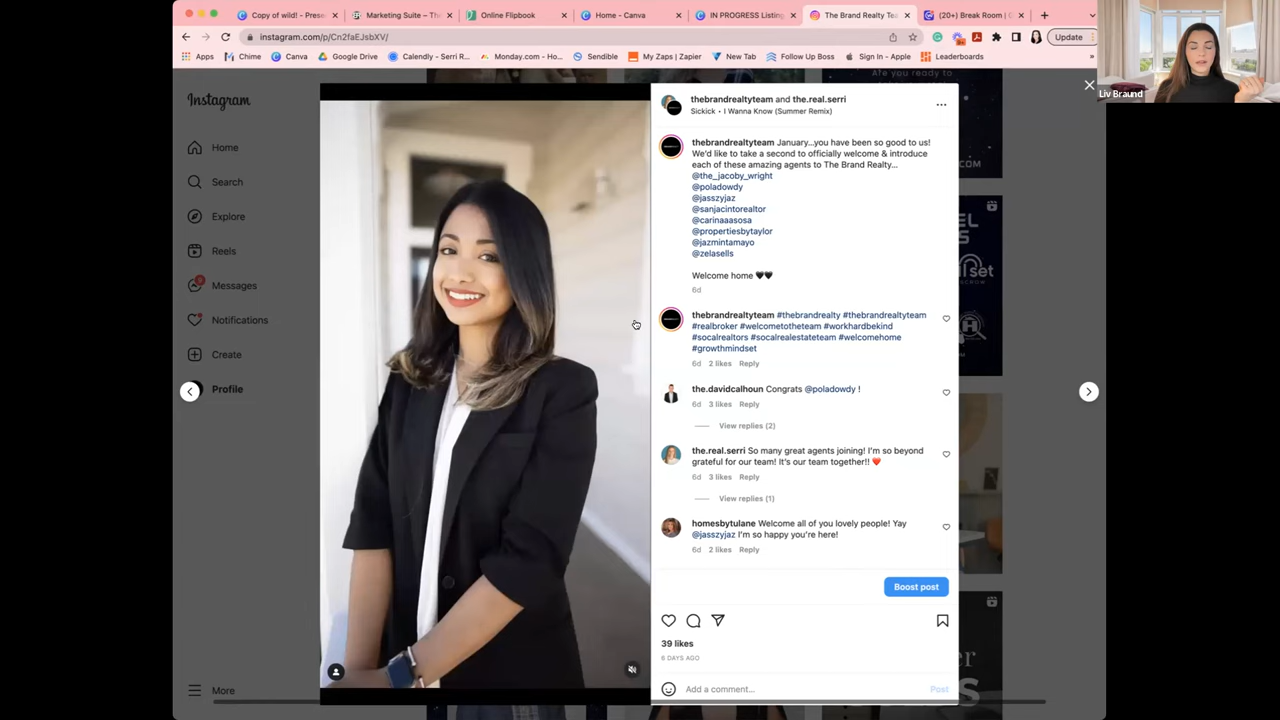 Copy of wild! - Prese
Marketing Suite – The
Online Flipbook
Home - Canva
IN PROGRESS Listing
The Brand Realty Tea
(20+) Break Room | C
instagram.com/p/Cn2faEJsbXV/
Update
Apps
Chime
Canva
Google Drive
Calendly - Serri R...
Monday.com - Ho...
Sendible
My Zaps | Zapier
New Tab
Follow Up Boss
Sign In - Apple
Leaderboards
»
Liv Braund
Instagram
Home
Search
Explore
Reels
Messages
Notifications
Create
Profile
More
Are you ready to
.COM
thebrandrealtyteam and the.real.serri
Sickick • I Wanna Know (Summer Remix)
thebrandrealtyteam January...you have been so good to us!
We'd like to take a second to officially welcome & introduce
each of these amazing agents to The Brand Realty...
@the_jacoby_wright
@poladowdy
@jasszyjaz
@sanjacintorealtor
@carinaaasosa
@propertiesbytaylor
@jazmintamayo
@zelasells
Welcome home 🖤🖤
6d
thebrandrealtyteam #thebrandrealty #thebrandrealtyteam
#realbroker #welcometotheteam #workhardbekind
#socalrealtors #socalrealestateteam #welcomehome
#growthmindset
6d 2 likes Reply
the.davidcalhoun Congrats @poladowdy !
6d 3 likes Reply
View replies (2)
the.real.serri So many great agents joining! I'm so beyond
grateful for our team! It's our team together!! ❤️
6d 3 likes Reply
View replies (1)
homesbytulane Welcome all of you lovely people! Yay
@jasszyjaz I'm so happy you're here!
6d 2 likes Reply
Boost post
39 likes
6 DAYS AGO
Add a comment...
Post